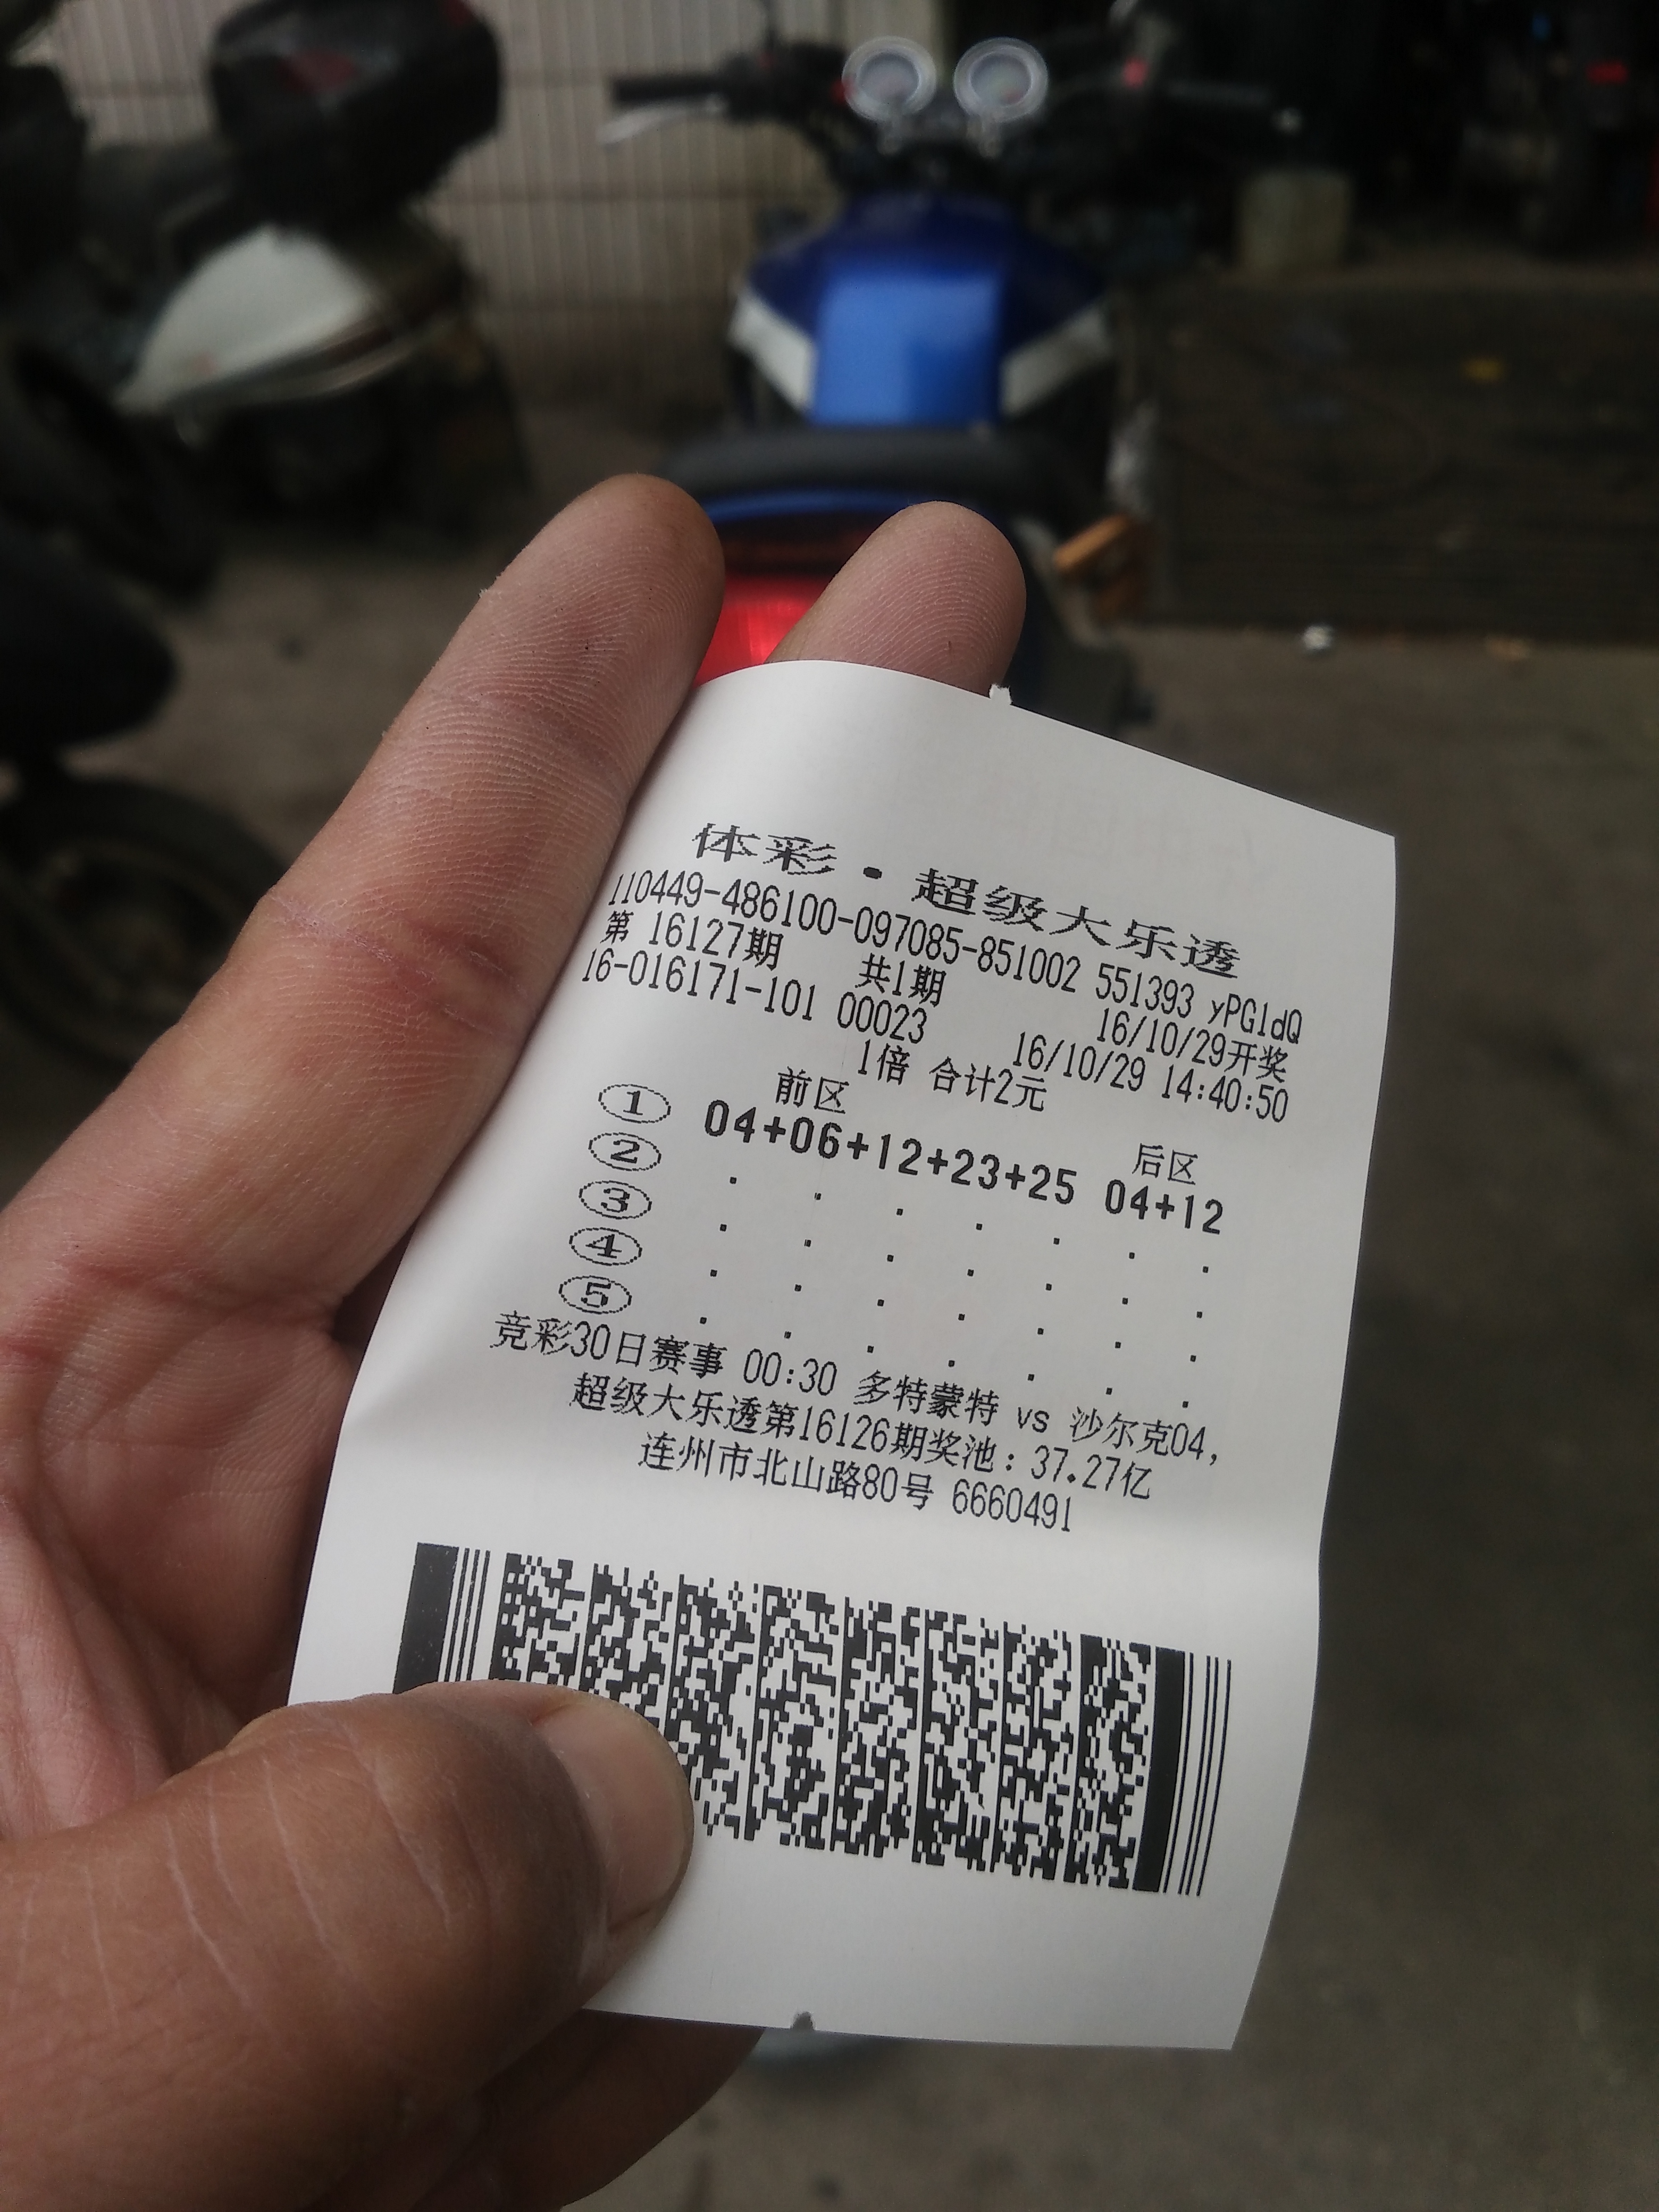 体彩·超级大乐透
110449-486100-097085-851002 551393 yPG1dQ
第 16127期 共1期 16/10/29开奖
16-016171-101 00023 16/10/29 14:40:50
1倍 合计2元
前区 后区
① 04+06+12+23+25 04+12
②
③
④
⑤
竞彩30日赛事 00:30 多特蒙特 vs 沙尔克04,
超级大乐透第16126期奖池:37.27亿
连州市北山路80号 6660491